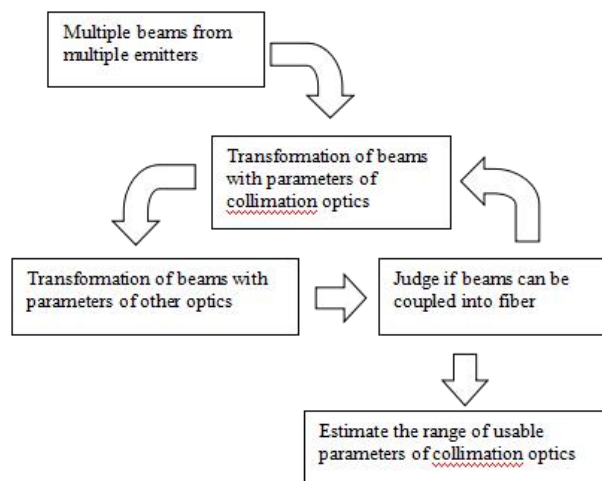 Multiple beams from
multiple emitters
Transformation of beams
with parameters of
collimation optics
Transformation of beams with
parameters of other optics
Judge if beams can be
coupled into fiber
Estimate the range of usable
parameters of collimation optics